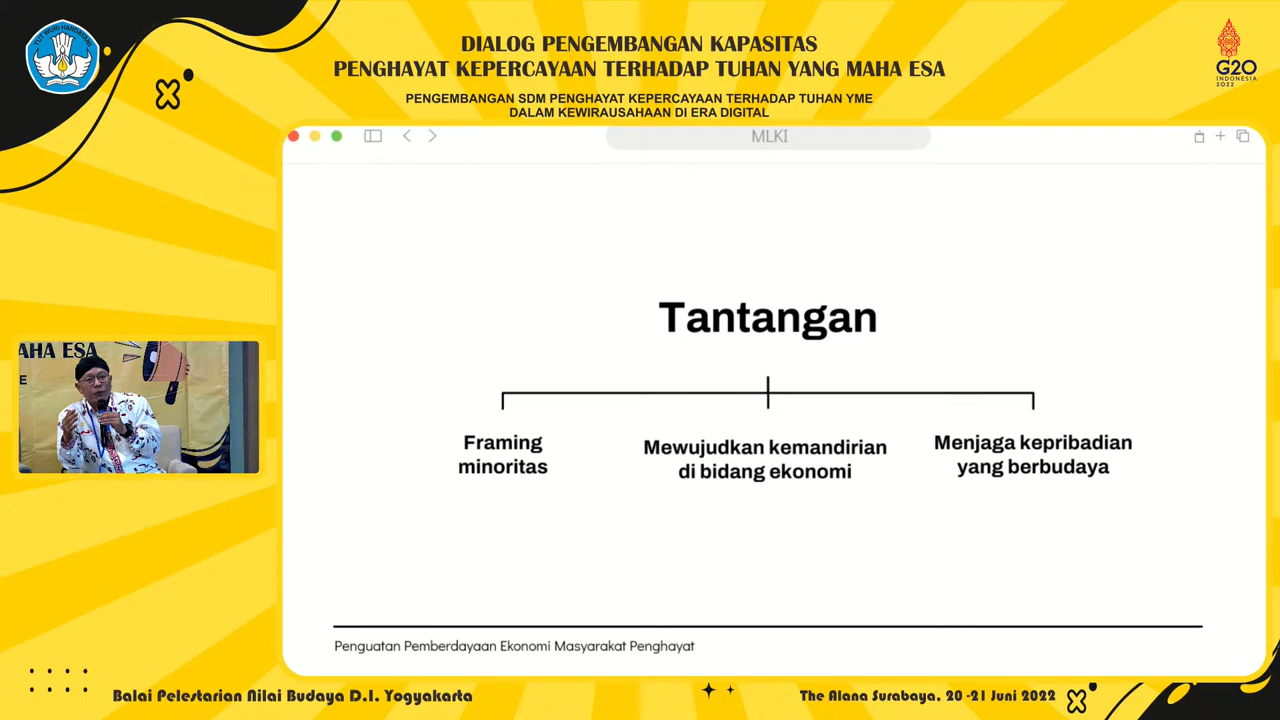 TUT WURI HANDAYANI
DIALOG PENGEMBANGAN KAPASITAS
PENGHAYAT KEPERCAYAAN TERHADAP TUHAN YANG MAHA ESA
PENGEMBANGAN SDM PENGHAYAT KEPERCAYAAN TERHADAP TUHAN YME
DALAM KEWIRAUSAHAAN DI ERA DIGITAL
G20
INDONESIA
2022
MLKI
Tantangan
Framing
minoritas
Mewujudkan kemandirian
di bidang ekonomi
Menjaga kepribadian
yang berbudaya
AHA ESA
E
Penguatan Pemberdayaan Ekonomi Masyarakat Penghayat
Balai Pelestarian Nilai Budaya D.I. Yogyakarta
The Alana Surabaya, 20 -21 Juni 2022